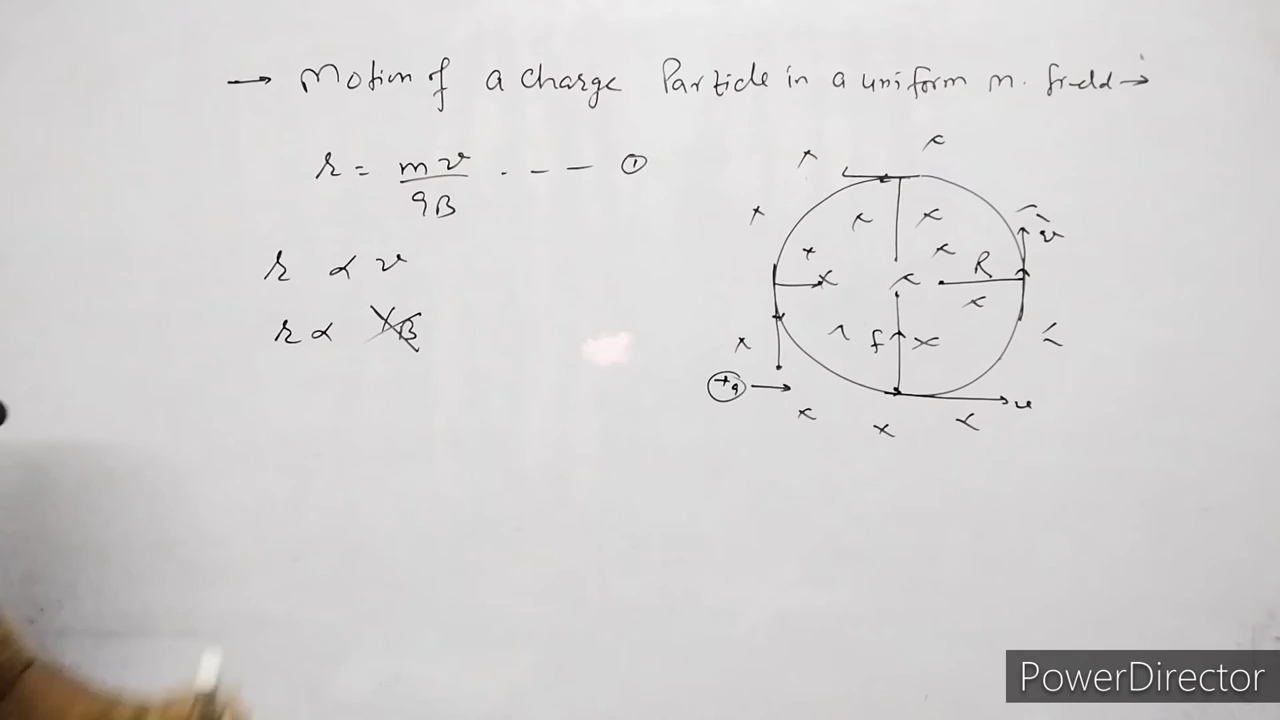 → Motion of a charge Particle in a uniform m. field →
r = mv / qB . - - - ①
r ∝ v
r ∝ 1/B
R
v
f
+q
v
PowerDirector